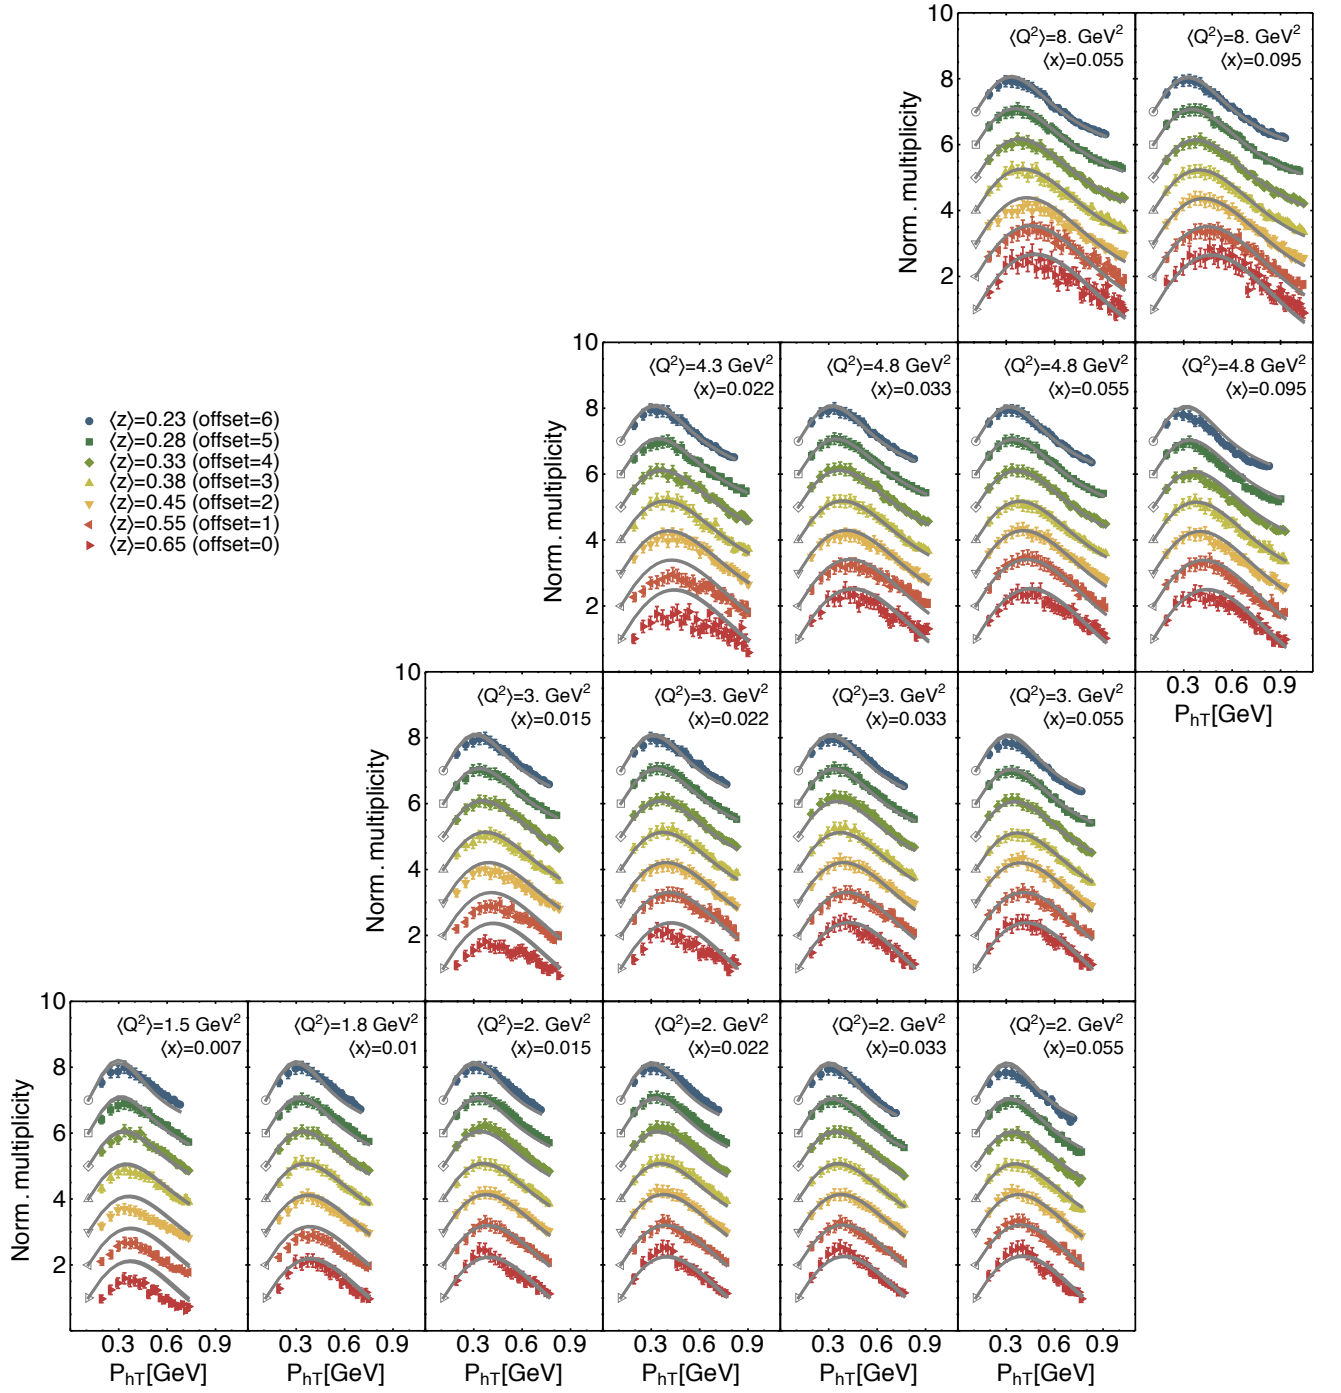 10
8
6
4
2
Norm. multiplicity
⟨Q²⟩=8. GeV²
⟨x⟩=0.055
⟨Q²⟩=8. GeV²
⟨x⟩=0.095
10
8
6
4
2
Norm. multiplicity
⟨Q²⟩=4.3 GeV²
⟨x⟩=0.022
⟨Q²⟩=4.8 GeV²
⟨x⟩=0.033
⟨Q²⟩=4.8 GeV²
⟨x⟩=0.055
⟨Q²⟩=4.8 GeV²
⟨x⟩=0.095
⟨z⟩=0.23 (offset=6)
⟨z⟩=0.28 (offset=5)
⟨z⟩=0.33 (offset=4)
⟨z⟩=0.38 (offset=3)
⟨z⟩=0.45 (offset=2)
⟨z⟩=0.55 (offset=1)
⟨z⟩=0.65 (offset=0)
0.3 0.6 0.9
P_hT[GeV]
10
8
6
4
2
Norm. multiplicity
⟨Q²⟩=3. GeV²
⟨x⟩=0.015
⟨Q²⟩=3. GeV²
⟨x⟩=0.022
⟨Q²⟩=3. GeV²
⟨x⟩=0.033
⟨Q²⟩=3. GeV²
⟨x⟩=0.055
10
8
6
4
2
Norm. multiplicity
⟨Q²⟩=1.5 GeV²
⟨x⟩=0.007
⟨Q²⟩=1.8 GeV²
⟨x⟩=0.01
⟨Q²⟩=2. GeV²
⟨x⟩=0.015
⟨Q²⟩=2. GeV²
⟨x⟩=0.022
⟨Q²⟩=2. GeV²
⟨x⟩=0.033
⟨Q²⟩=2. GeV²
⟨x⟩=0.055
0.3 0.6 0.9 0.3 0.6 0.9 0.3 0.6 0.9 0.3 0.6 0.9 0.3 0.6 0.9 0.3 0.6 0.9
P_hT[GeV] P_hT[GeV] P_hT[GeV] P_hT[GeV] P_hT[GeV] P_hT[GeV]